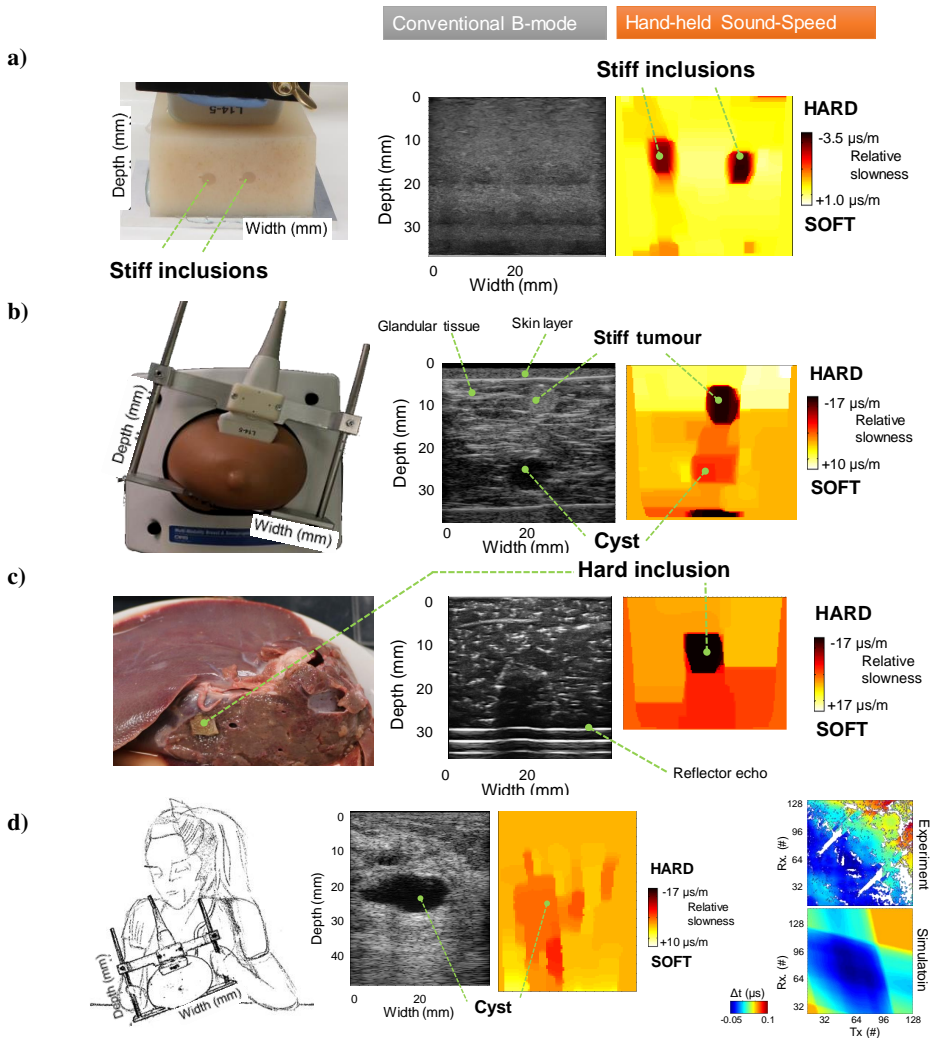 Conventional B-mode
Hand-held Sound-Speed
a)
L14-5
Depth (mm)
Width (mm)
Stiff inclusions
0
10
20
30
Depth (mm)
0
20
Width (mm)
Stiff inclusions
HARD
-3.5 µs/m
Relative
slowness
+1.0 µs/m
SOFT
b)
Depth (mm)
L14-5
Width (mm)
Glandular tissue
Skin layer
Stiff tumour
0
10
20
30
Depth (mm)
0
20
40
Width (mm)
Cyst
HARD
-17 µs/m
Relative
slowness
+10 µs/m
SOFT
c)
Hard inclusion
0
10
20
30
Depth (mm)
0
20
Width (mm)
Reflector echo
HARD
-17 µs/m
Relative
slowness
+17 µs/m
SOFT
d)
Depth (mm)
Width (mm)
0
10
20
30
40
Depth (mm)
0
20
Width (mm)
Cyst
HARD
-17 µs/m
Relative
slowness
+10 µs/m
SOFT
128
96
64
32
Rx. (#)
Experiment
128
96
64
32
Rx. (#)
Simulatoin
32
64
96
128
Tx (#)
Δt (µs)
-0.05
0.1